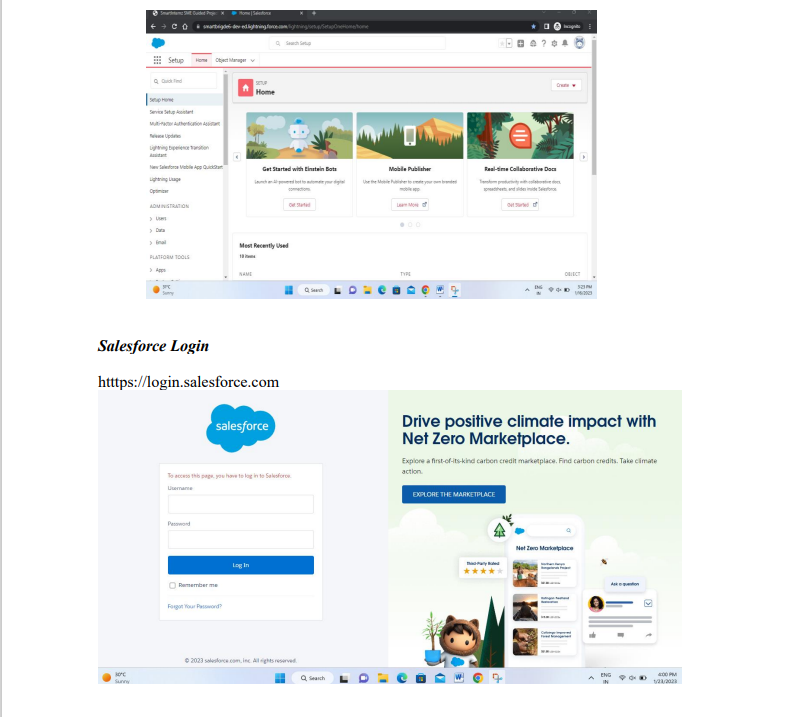 SmartInterns SME Guided Proje
Home | Salesforce
smartbrigde6-dev-ed.lightning.force.com/lightning/setup/SetupOneHome/home
Incognito
Search Setup
Setup
Home
Object Manager
Quick Find
SETUP
Home
Create
Setup Home
Service Setup Assistant
Multi-Factor Authentication Assistant
Release Updates
Lightning Experience Transition
Assistant
New Salesforce Mobile App QuickStart
Lightning Usage
Optimizer
ADMINISTRATION
Users
Data
Email
PLATFORM TOOLS
Apps
Get Started with Einstein Bots
Launch an AI-powered bot to automate your digital
connections.
Get Started
Mobile Publisher
Use the Mobile Publisher to create your own branded
mobile app.
Learn More
Real-time Collaborative Docs
Transform productivity with collaborative docs,
spreadsheets, and slides inside Salesforce.
Get Started
Most Recently Used
10 items
NAME TYPE OBJECT
31°C
Sunny
Search
ENG
IN
3:23 PM
1/18/2023
Salesforce Login
htttps://login.salesforce.com
salesforce
To access this page, you have to log in to Salesforce.
Username
Password
Log In
Remember me
Forgot Your Password?
© 2023 salesforce.com, inc. All rights reserved.
Drive positive climate impact with
Net Zero Marketplace.
Explore a first-of-its-kind carbon credit marketplace. Find carbon credits. Take climate
action.
EXPLORE THE MARKETPLACE
Net Zero Marketplace
Third-Party Rated
Ask a question
30°C
Sunny
Search
ENG
IN
4:00 PM
1/23/2023